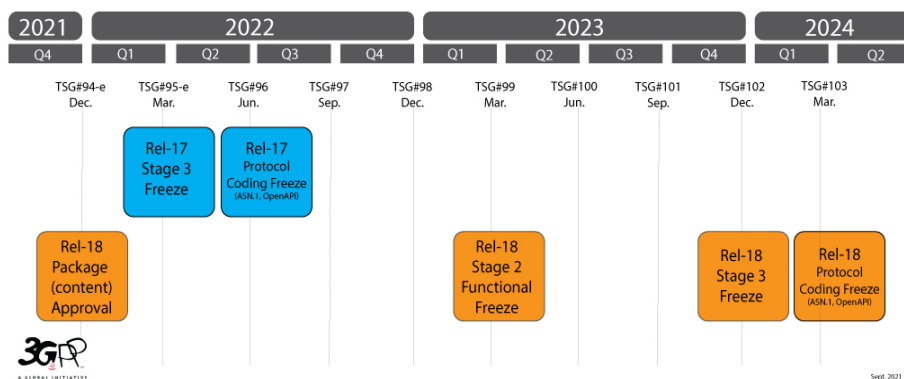 2021 2022 2023 2024
Q4 Q1 Q2 Q3 Q4 Q1 Q2 Q3 Q4 Q1 Q2
TSG#94-e TSG#95-e TSG#96 TSG#97 TSG#98 TSG#99 TSG#100 TSG#101 TSG#102 TSG#103
Dec. Mar. Jun. Sep. Dec. Mar. Jun. Sep. Dec. Mar.
Rel-17
Stage 3
Freeze
Rel-17
Protocol
Coding Freeze
(ASN.1, OpenAPI)
Rel-18
Package
(content)
Approval
Rel-18
Stage 2
Functional
Freeze
Rel-18
Stage 3
Freeze
Rel-18
Protocol
Coding Freeze
(ASN.1, OpenAPI)
3GPP
A GLOBAL INITIATIVE
Sept. 2021